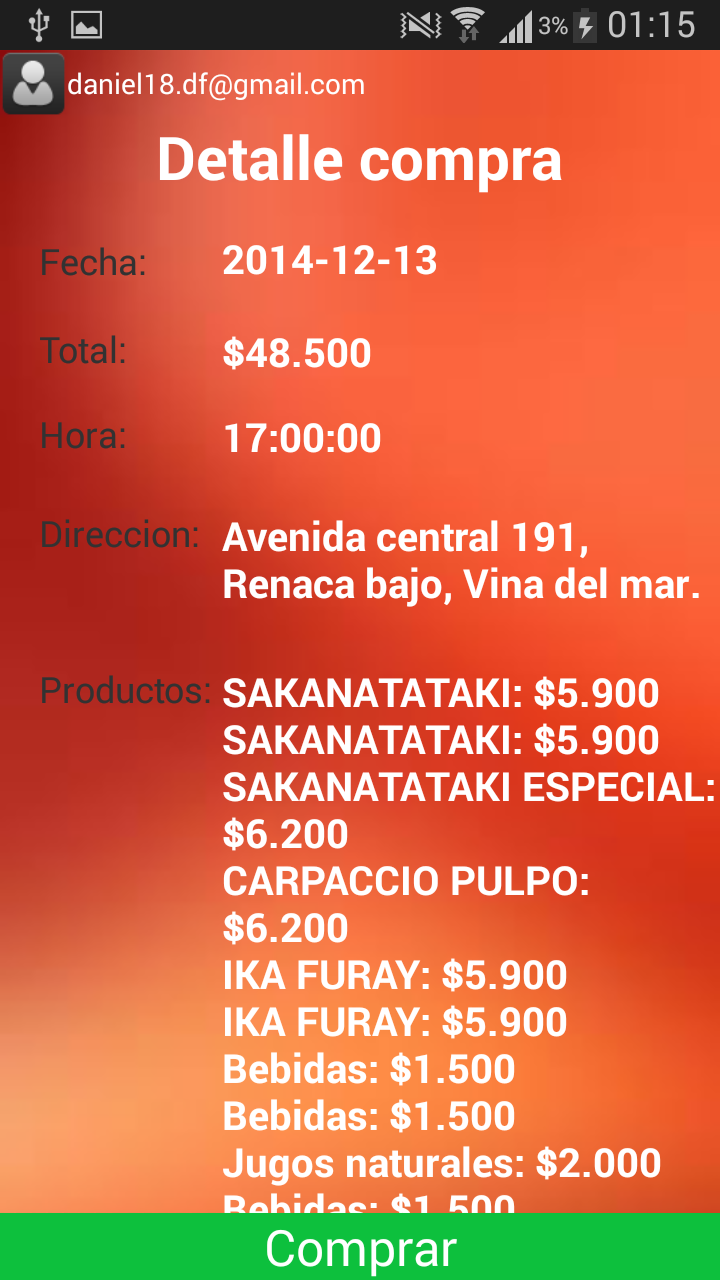 3% 01:15
daniel18.df@gmail.com
Detalle compra
Fecha: 2014-12-13
Total: $48.500
Hora: 17:00:00
Direccion: Avenida central 191,
Renaca bajo, Vina del mar.
Productos: SAKANATATAKI: $5.900
SAKANATATAKI: $5.900
SAKANATATAKI ESPECIAL:
$6.200
CARPACCIO PULPO:
$6.200
IKA FURAY: $5.900
IKA FURAY: $5.900
Bebidas: $1.500
Bebidas: $1.500
Jugos naturales: $2.000
Bebidas: $1.500
Comprar